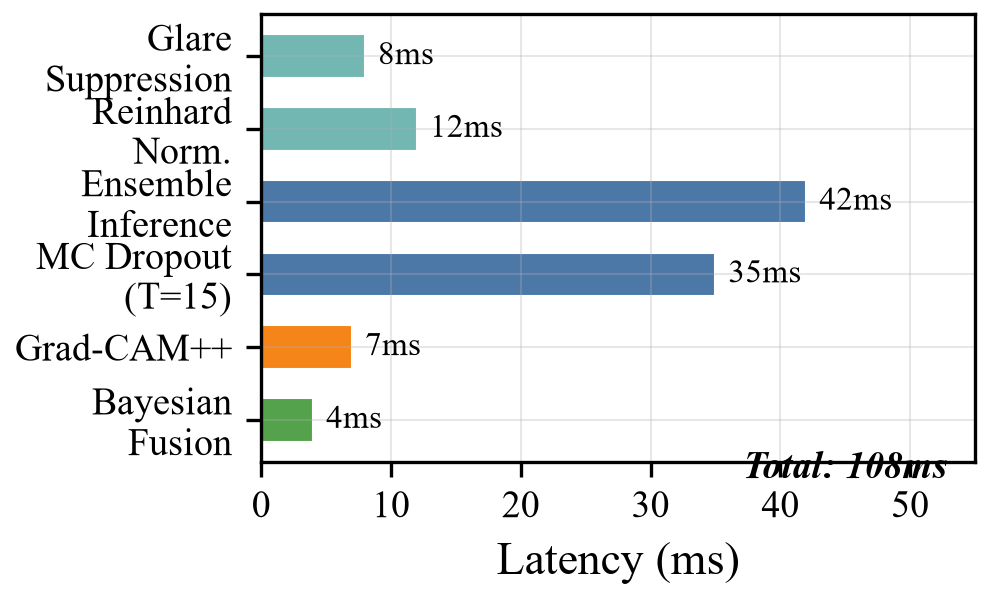 Glare
Suppression
8ms
Reinhard
Norm.
12ms
Ensemble
Inference
42ms
MC Dropout
(T=15)
35ms
Grad-CAM++
7ms
Bayesian
Fusion
4ms
Total: 108ms
0 10 20 30 40 50
Latency (ms)